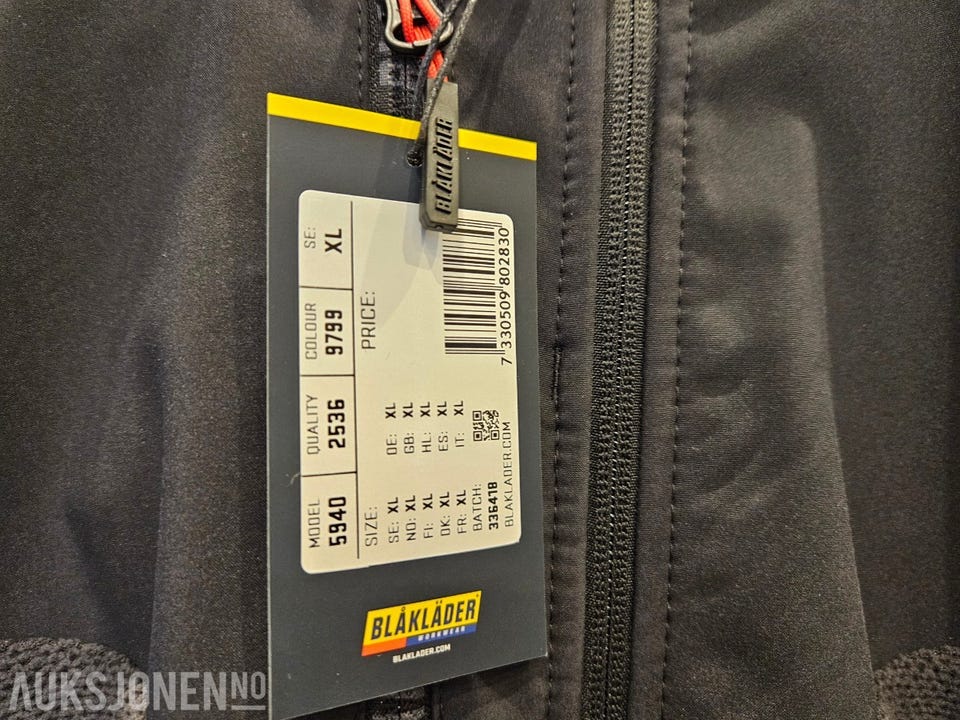 BLÅKLÄDER
MODEL QUALITY COLOUR SE:
5940 2536 9799 XL
SIZE: PRICE:
SE: XL DE: XL
NO: XL GB: XL
FI: XL HL: XL
DK: XL ES: XL
FR: XL IT: XL
BATCH:
336418
BLAKLADER.COM
7 330509 802830
BLÅKLÄDER®
WORKWEAR
BLAKLADER.COM
AUKSJONEN NO